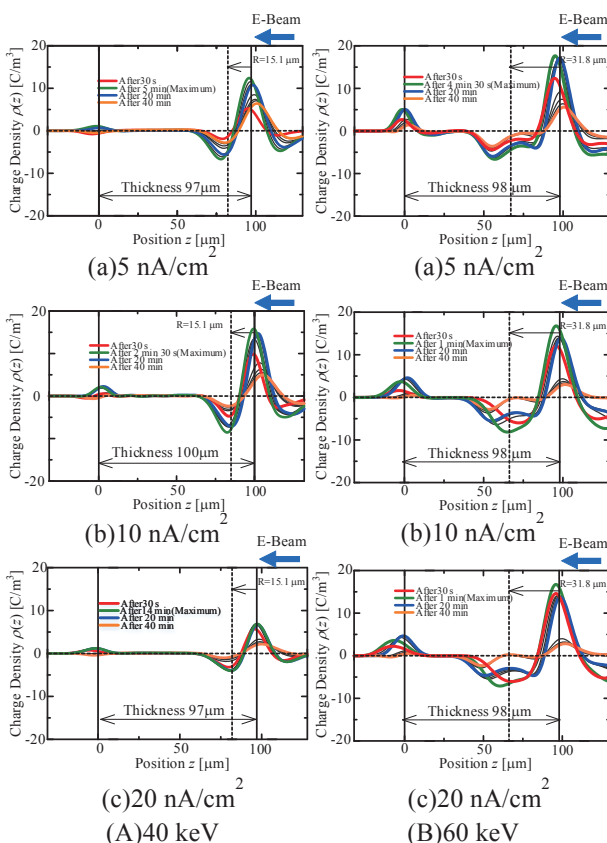 E-Beam
R=15.1 μm
After30 s
After 5 min(Maximum)
After 20 min
After 40 min
Charge Density ρ(z) [C/m³]
20
10
0
-10
-20
Thickness 97μm
0
50
100
Position z [μm]
(a)5 nA/cm²
E-Beam
R=31.8 μm
After30 s
After 4 min 30 s(Maximum)
After 20 min
After 40 min
Charge Density ρ(z) [C/m³]
20
10
0
-10
-20
Thickness 98μm
0
50
100
Position z [μm]
(a)5 nA/cm²
E-Beam
R=15.1 μm
After30 s
After 2 min 30 s(Maximum)
After 20 min
After 40 min
Charge Density ρ(z) [C/m³]
20
10
0
-10
-20
Thickness 100μm
0
50
100
Position z [μm]
(b)10 nA/cm²
E-Beam
R=31.8 μm
After30 s
After 1 min(Maximum)
After 20 min
After 40 min
Charge Density ρ(z) [C/m³]
20
10
0
-10
-20
Thickness 98μm
0
50
100
Position z [μm]
(b)10 nA/cm²
E-Beam
R=15.1 μm
After30 s
After14 min(Maximum)
After 20 min
After 40 min
Charge Density ρ(z) [C/m³]
20
10
0
-10
-20
Thickness 97μm
0
50
100
Position z [μm]
(c)20 nA/cm²
(A)40 keV
E-Beam
R=31.8 μm
After30 s
After 1 min(Maximum)
After 20 min
After 40 min
Charge Density ρ(z) [C/m³]
20
10
0
-10
-20
Thickness 98 μm
0
50
100
Position z [μm]
(c)20 nA/cm²
(B)60 keV